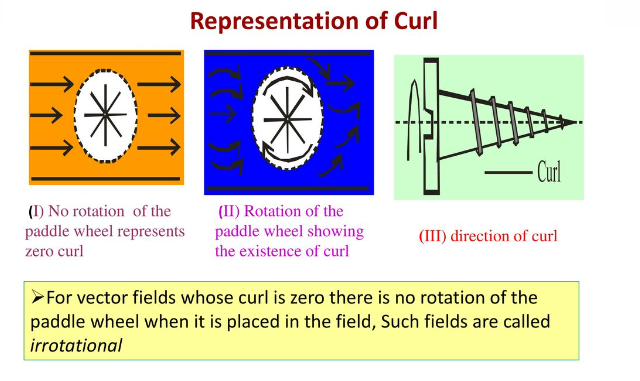 Representation of Curl
Curl
(I) No rotation of the
paddle wheel represents
zero curl
(II) Rotation of the
paddle wheel showing
the existence of curl
(III) direction of curl
➢For vector fields whose curl is zero there is no rotation of the
paddle wheel when it is placed in the field, Such fields are called
irrotational